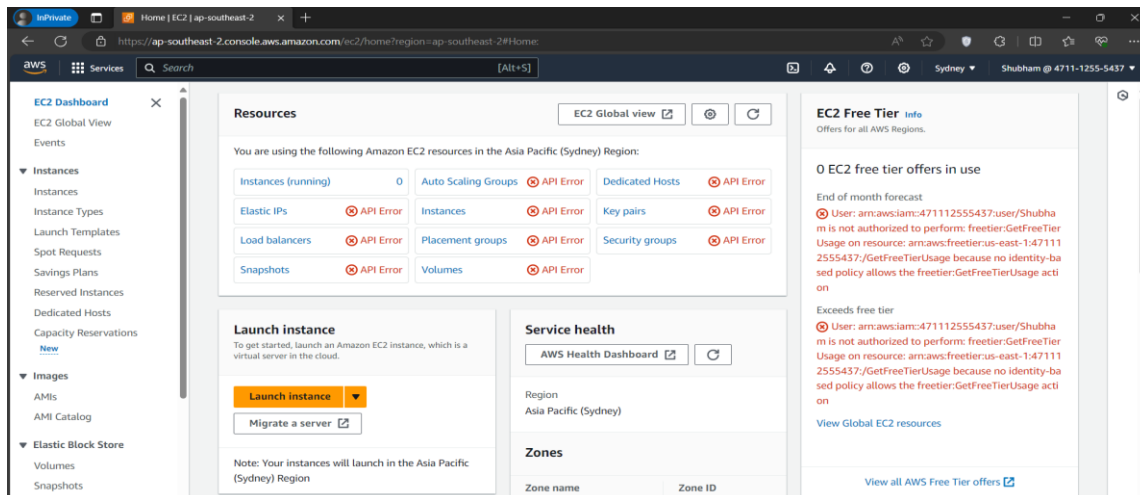 InPrivate
Home | EC2 | ap-southeast-2
https://ap-southeast-2.console.aws.amazon.com/ec2/home?region=ap-southeast-2#Home:
aws
Services
Search
[Alt+S]
Sydney
Shubham @ 4711-1255-5437
EC2 Dashboard
EC2 Global View
Events
Instances
Instances
Instance Types
Launch Templates
Spot Requests
Savings Plans
Reserved Instances
Dedicated Hosts
Capacity Reservations
New
Images
AMIs
AMI Catalog
Elastic Block Store
Volumes
Snapshots
Resources
EC2 Global view
You are using the following Amazon EC2 resources in the Asia Pacific (Sydney) Region:
Instances (running) 0
Auto Scaling Groups API Error
Dedicated Hosts API Error
Elastic IPs API Error
Instances API Error
Key pairs API Error
Load balancers API Error
Placement groups API Error
Security groups API Error
Snapshots API Error
Volumes API Error
Launch instance
To get started, launch an Amazon EC2 instance, which is a
virtual server in the cloud.
Launch instance
Migrate a server
Note: Your instances will launch in the Asia Pacific
(Sydney) Region
Service health
AWS Health Dashboard
Region
Asia Pacific (Sydney)
Zones
Zone name
Zone ID
EC2 Free Tier Info
Offers for all AWS Regions.
0 EC2 free tier offers in use
End of month forecast
User: arn:aws:iam::471112555437:user/Shubha
m is not authorized to perform: freetier:GetFreeTier
Usage on resource: arn:aws:freetier:us-east-1:47111
2555437:/GetFreeTierUsage because no identity-ba
sed policy allows the freetier:GetFreeTierUsage acti
on
Exceeds free tier
User: arn:aws:iam::471112555437:user/Shubha
m is not authorized to perform: freetier:GetFreeTier
Usage on resource: arn:aws:freetier:us-east-1:47111
2555437:/GetFreeTierUsage because no identity-ba
sed policy allows the freetier:GetFreeTierUsage acti
on
View Global EC2 resources
View all AWS Free Tier offers